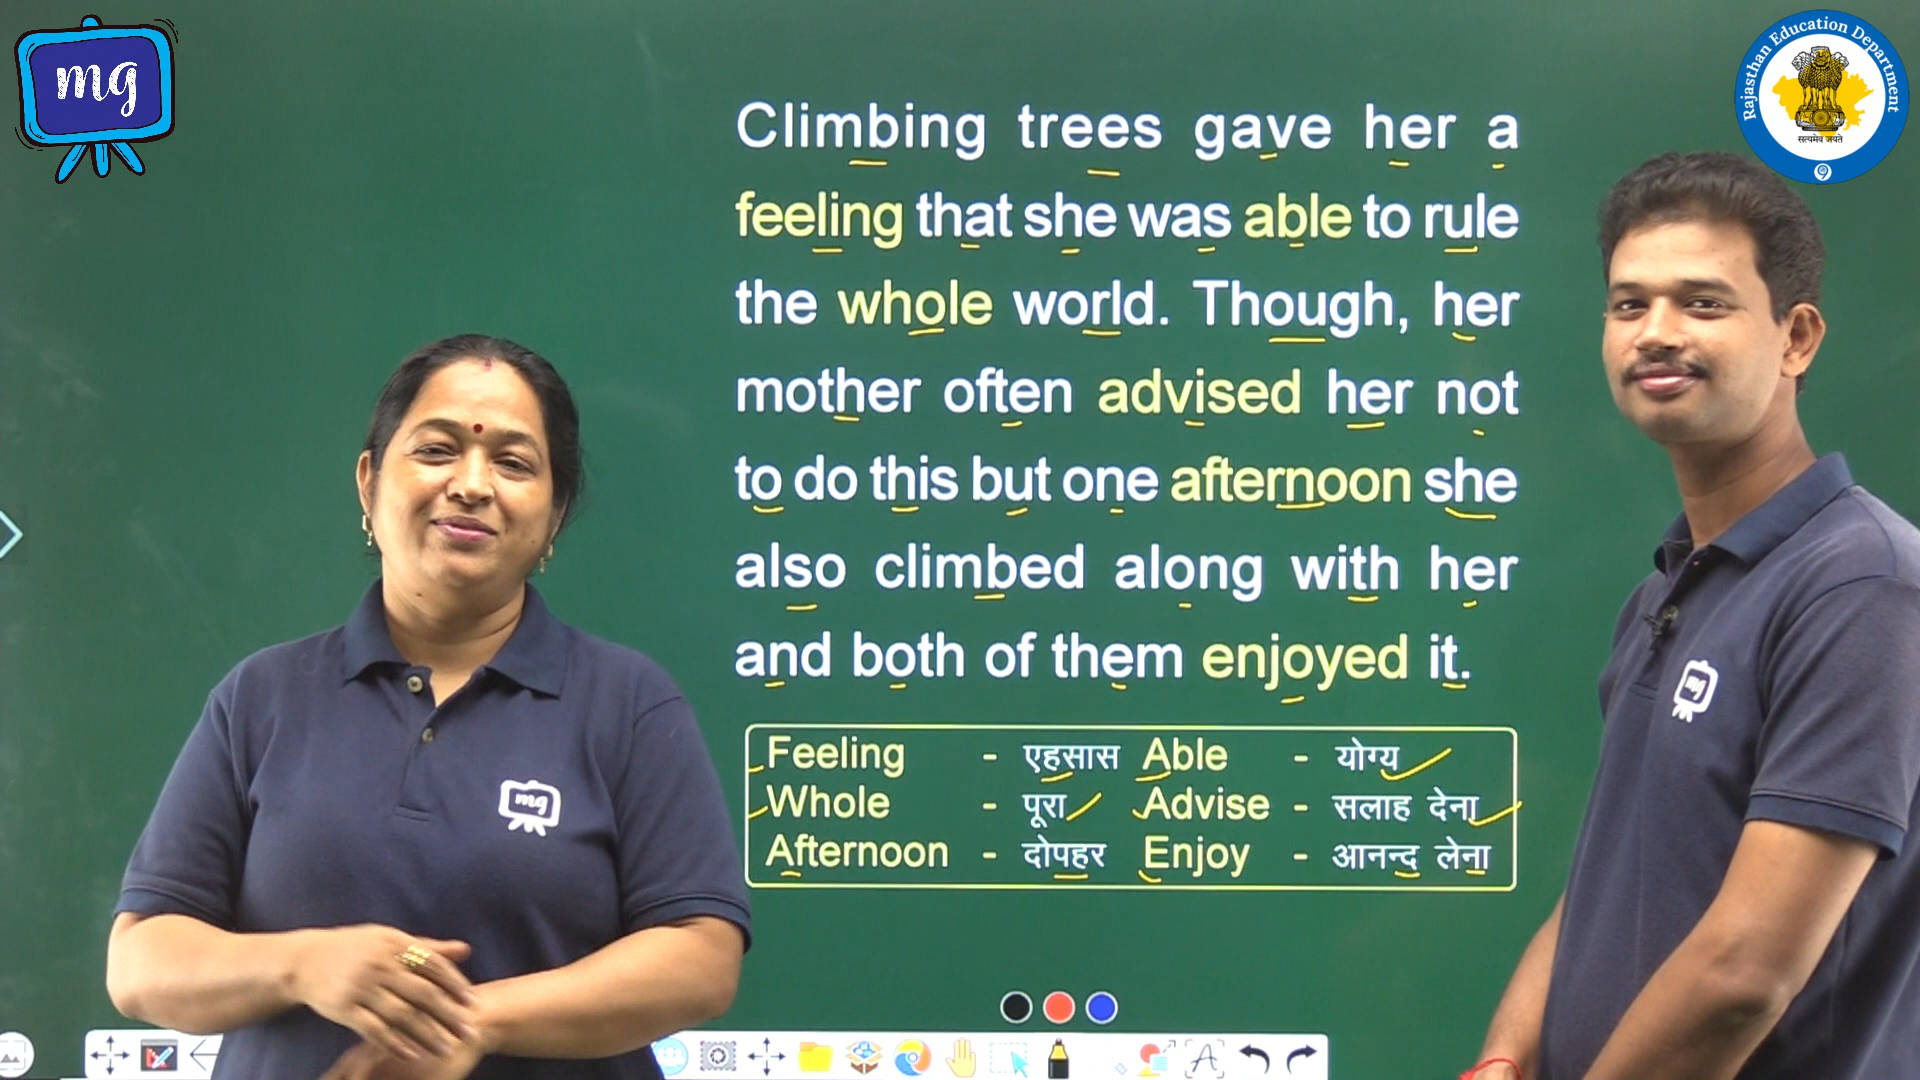 mg
Rajasthan Education Department
सत्यमेव जयते
Climbing trees gave her a
feeling that she was able to rule
the whole world. Though, her
mother often advised her not
to do this but one afternoon she
also climbed along with her
and both of them enjoyed it.
Feeling - एहसास Able - योग्य
Whole - पूरा Advise - सलाह देना
Afternoon - दोपहर Enjoy - आनन्द लेना
mg
mg
A